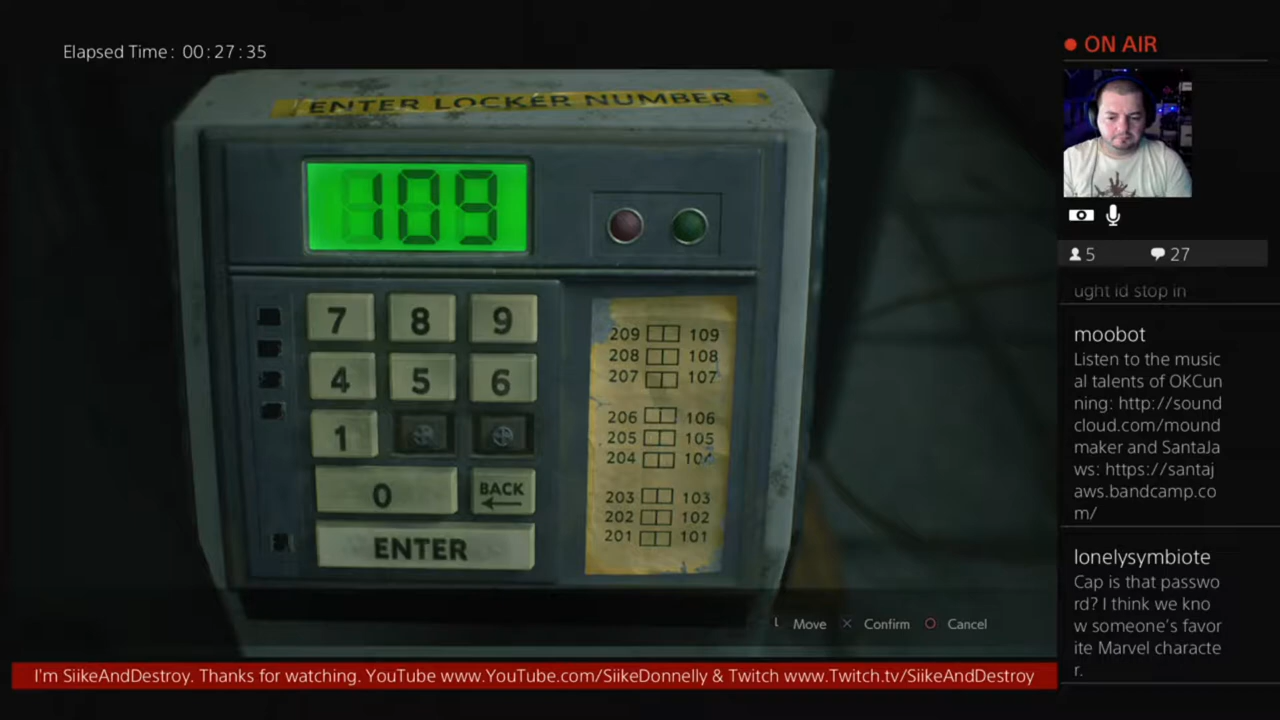 Elapsed Time: 00:27:35
ON AIR
ENTER LOCKER NUMBER
109
5 27
ught id stop in
7 8 9
4 5 6
1
0 BACK
ENTER
209 109
208 108
207 107
206 106
205 105
204 104
203 103
202 102
201 101
moobot
Listen to the music
al talents of OKCun
ning: http://sound
cloud.com/mound
maker and SantaJa
ws: https://santaj
aws.bandcamp.co
m/
lonelysymbiote
Cap is that passwo
rd? I think we kno
w someone's favor
ite Marvel characte
r.
L Move X Confirm O Cancel
I'm SiikeAndDestroy. Thanks for watching. YouTube www.YouTube.com/SiikeDonnelly & Twitch www.Twitch.tv/SiikeAndDestroy